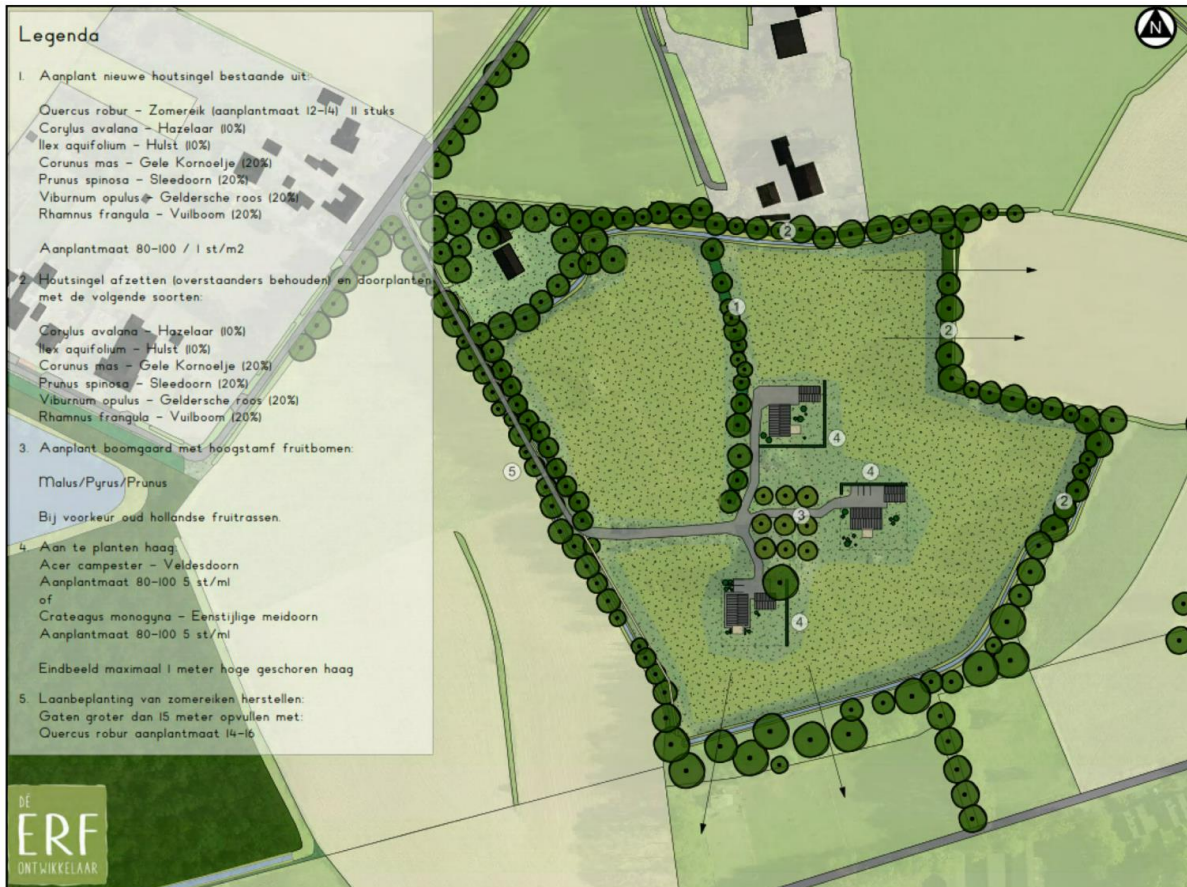 Legenda
1. Aanplant nieuwe houtsingel bestaande uit:
Quercus robur - Zomereik (aanplantmaat 12-14) 11 stuks
Corylus avalana - Hazelaar (10%)
Ilex aquifolium - Hulst (10%)
Corunus mas - Gele Kornoelje (20%)
Prunus spinosa - Sleedoorn (20%)
Viburnum opulus - Geldersche roos (20%)
Rhamnus frangula - Vuilboom (20%)
Aanplantmaat 80-100 / 1 st/m2
2. Houtsingel afzetten (overstaanders behouden) en doorplanten
met de volgende soorten:
Corylus avalana - Hazelaar (10%)
Ilex aquifolium - Hulst (10%)
Corunus mas - Gele Kornoelje (20%)
Prunus spinosa - Sleedoorn (20%)
Viburnum opulus - Geldersche roos (20%)
Rhamnus frangula - Vuilboom (20%)
3. Aanplant boomgaard met hoogstamf fruitbomen:
Malus/Pyrus/Prunus
Bij voorkeur oud hollandse fruitrassen.
4 Aan te planten haag
Acer campester - Veldesdoorn
Aanplantmaat 80-100 5 st/ml
of
Crateagus monogyna - Eenstijlige meidoorn
Aanplantmaat 80-100 5 st/ml
Eindbeeld maximaal 1 meter hoge geschoren haag
5. Laanbeplanting van zomereiken herstellen:
Gaten groter dan 15 meter opvullen met:
Quercus robur aanplantmaat 14-16
DÉ
ERF
ONTWIKKELAAR
N
2
1
2
4
4
5
2
3
4